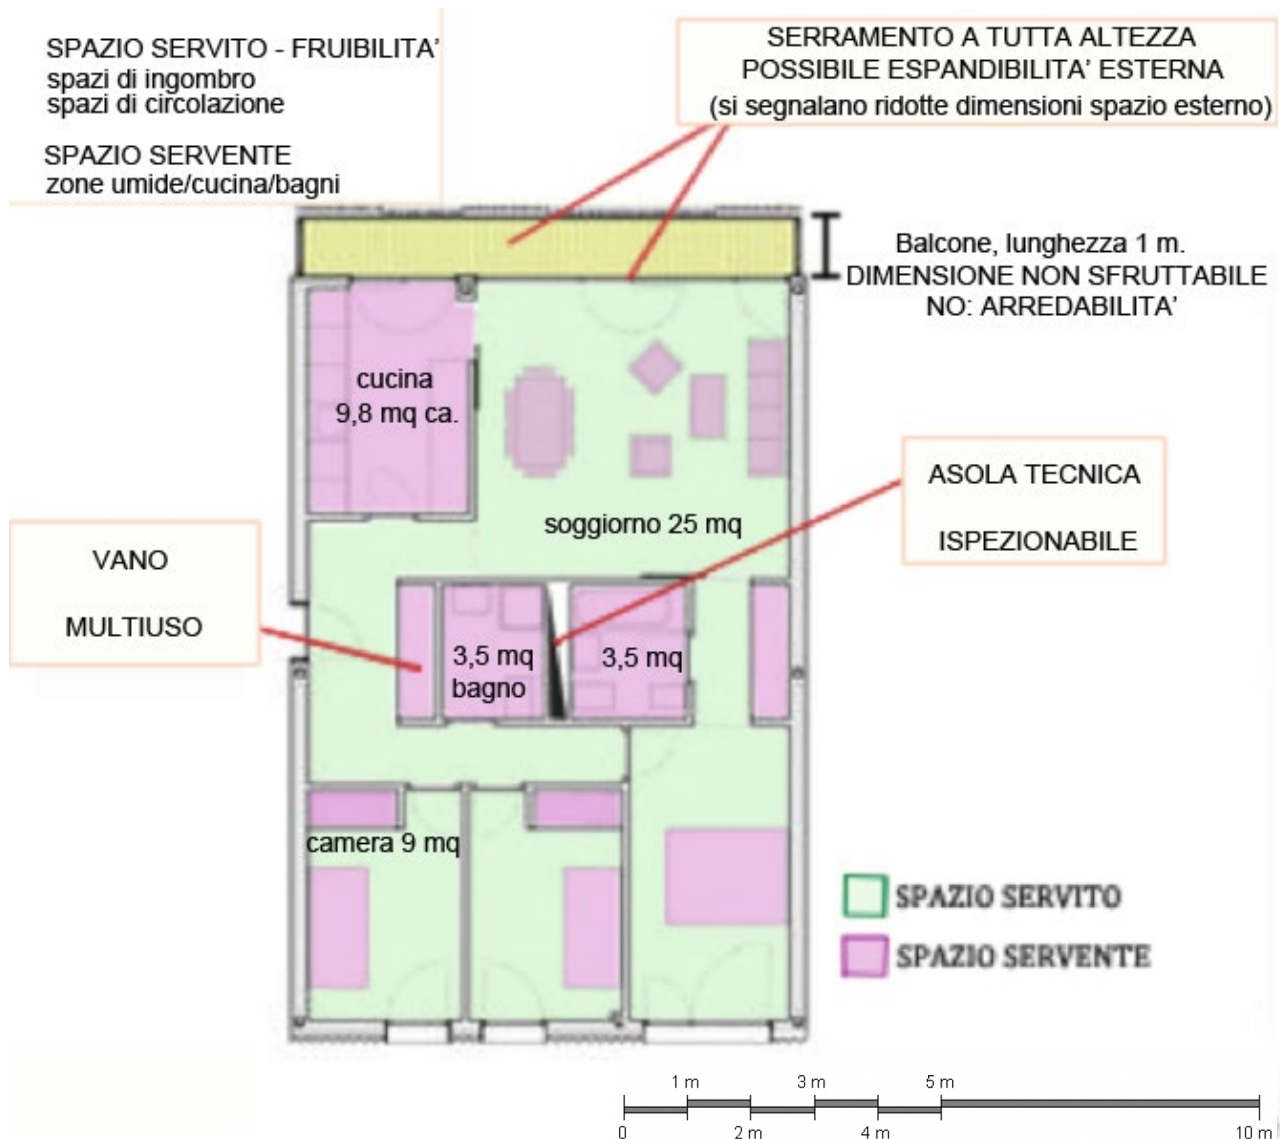 SPAZIO SERVITO - FRUIBILITA'
spazi di ingombro
spazi di circolazione
SPAZIO SERVENTE
zone umide/cucina/bagni
SERRAMENTO A TUTTA ALTEZZA
POSSIBILE ESPANDIBILITA' ESTERNA
(si segnalano ridotte dimensioni spazio esterno)
Balcone, lunghezza 1 m.
DIMENSIONE NON SFRUTTABILE
NO: ARREDABILITA'
cucina
9,8 mq ca.
soggiorno 25 mq
ASOLA TECNICA
ISPEZIONABILE
VANO
MULTIUSO
3,5 mq
bagno
3,5 mq
camera 9 mq
SPAZIO SERVITO
SPAZIO SERVENTE
1 m 3 m 5 m
0 2 m 4 m 10 m